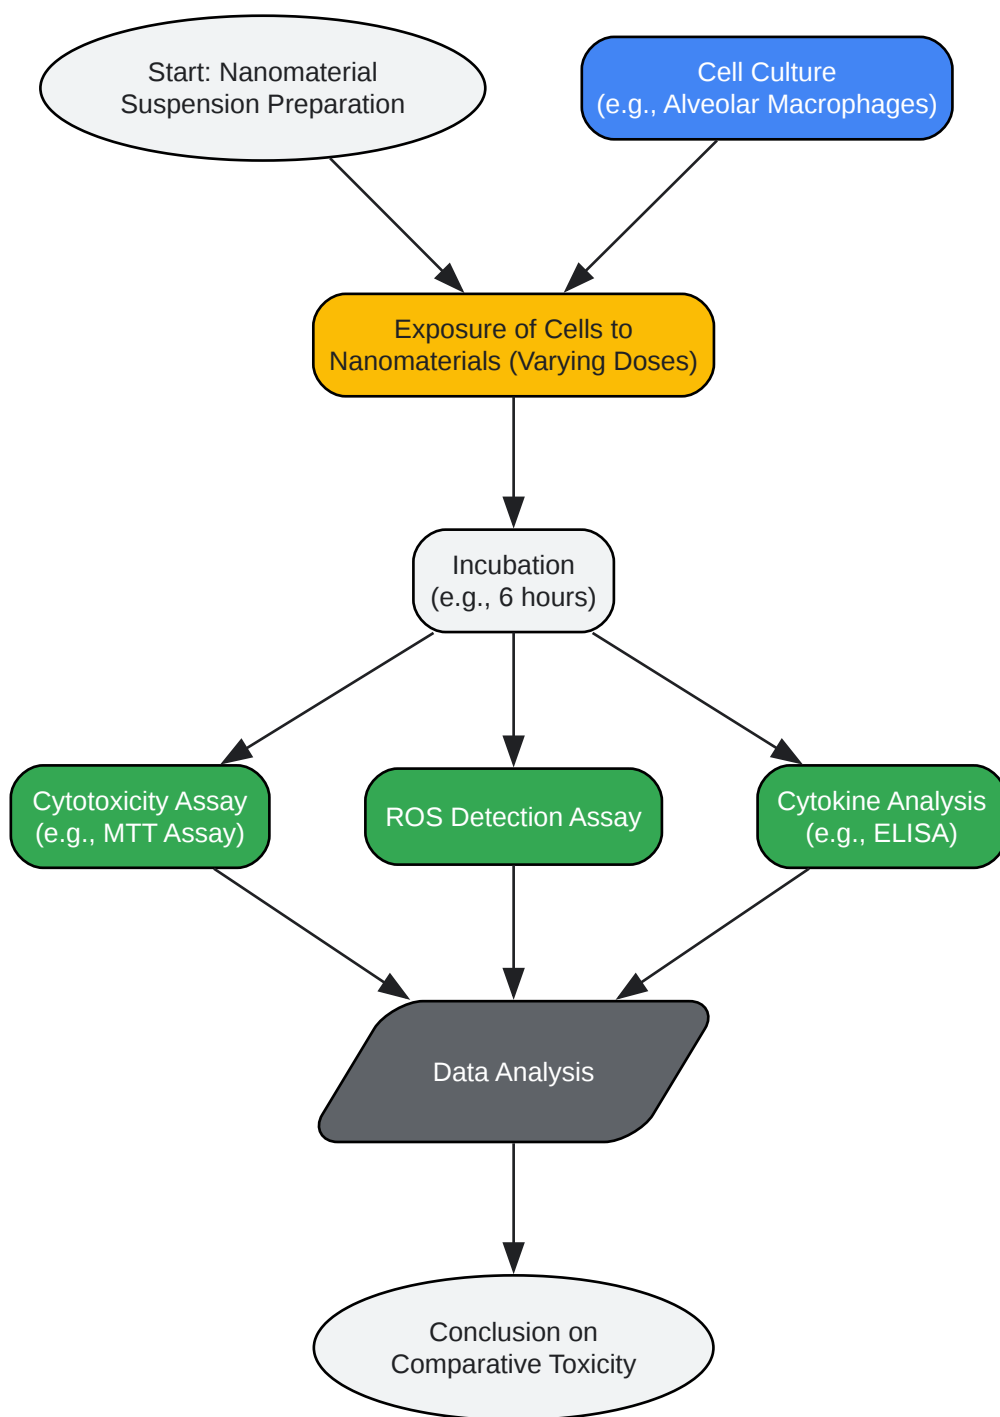 Start: Nanomaterial
Suspension Preparation
Cell Culture
(e.g., Alveolar Macrophages)
Exposure of Cells to
Nanomaterials (Varying Doses)
Incubation
(e.g., 6 hours)
Cytotoxicity Assay
(e.g., MTT Assay)
ROS Detection Assay
Cytokine Analysis
(e.g., ELISA)
Data Analysis
Conclusion on
Comparative Toxicity